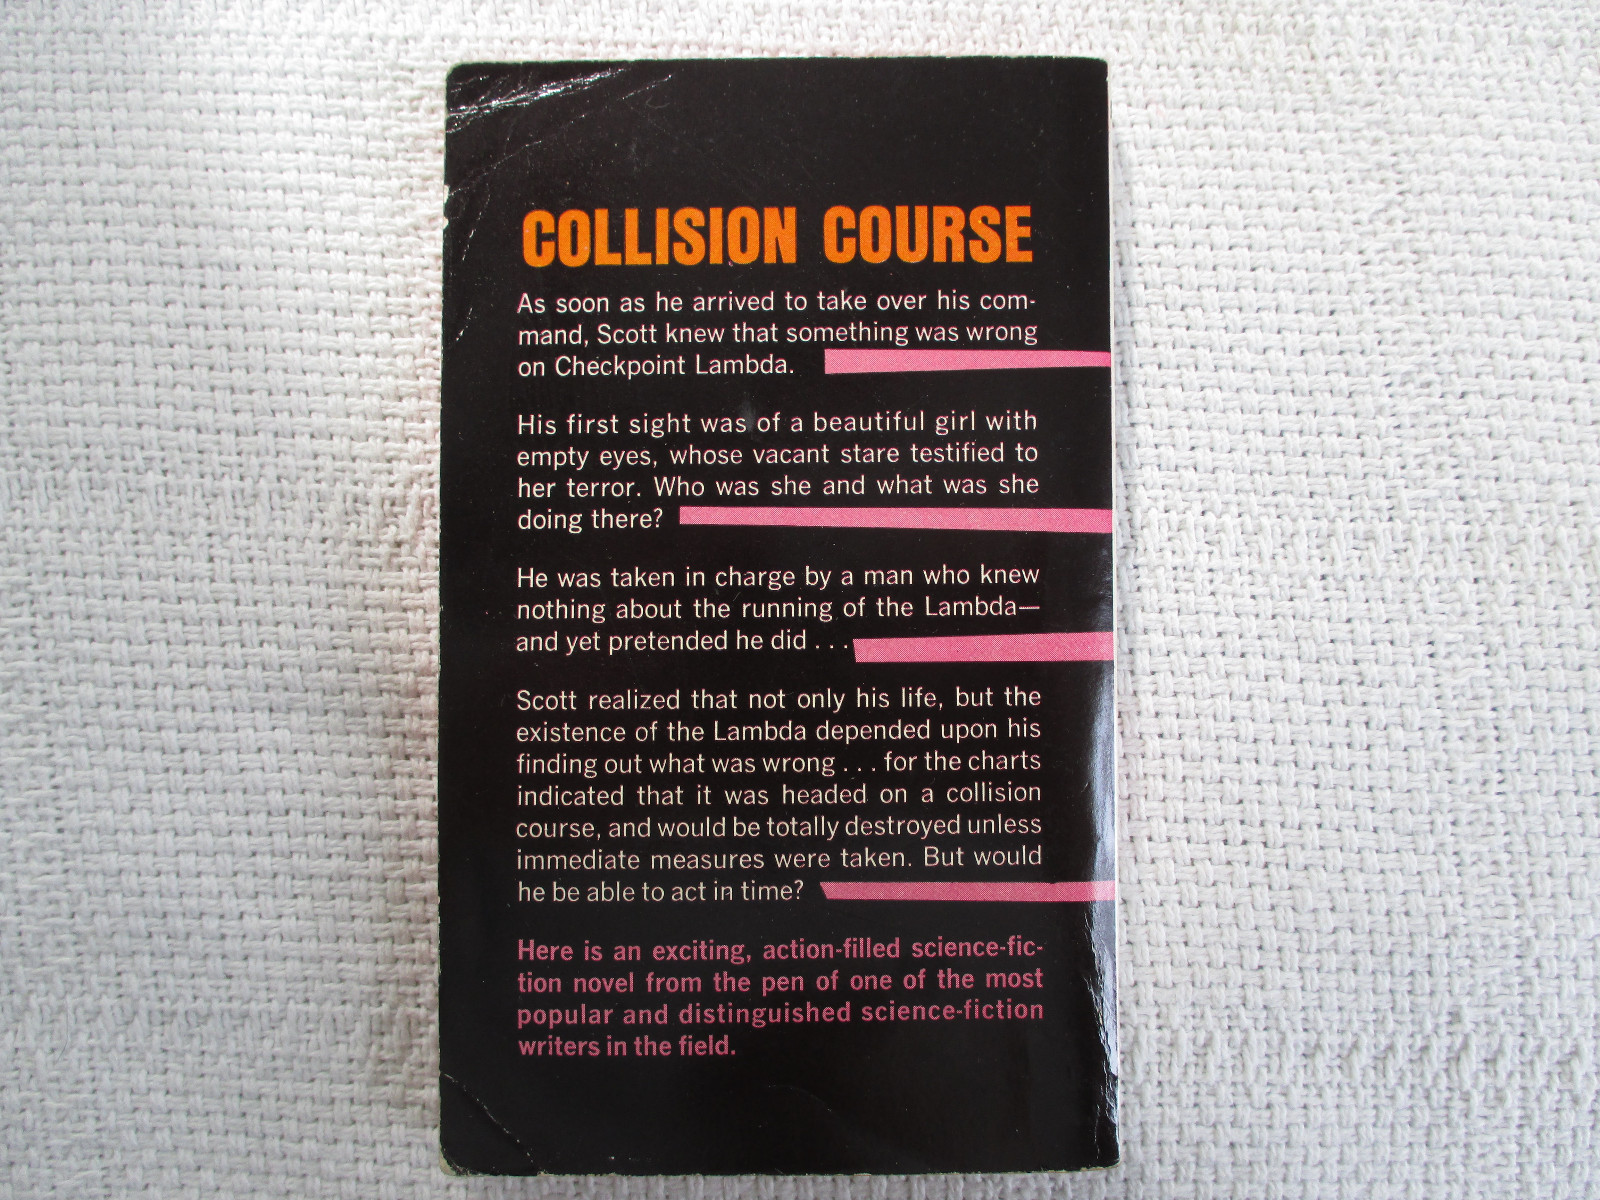 COLLISION COURSE
As soon as he arrived to take over his com-
mand, Scott knew that something was wrong
on Checkpoint Lambda.
His first sight was of a beautiful girl with
empty eyes, whose vacant stare testified to
her terror. Who was she and what was she
doing there?
He was taken in charge by a man who knew
nothing about the running of the Lambda—
and yet pretended he did . . .
Scott realized that not only his life, but the
existence of the Lambda depended upon his
finding out what was wrong . . . for the charts
indicated that it was headed on a collision
course, and would be totally destroyed unless
immediate measures were taken. But would
he be able to act in time?
Here is an exciting, action-filled science-fic-
tion novel from the pen of one of the most
popular and distinguished science-fiction
writers in the field.